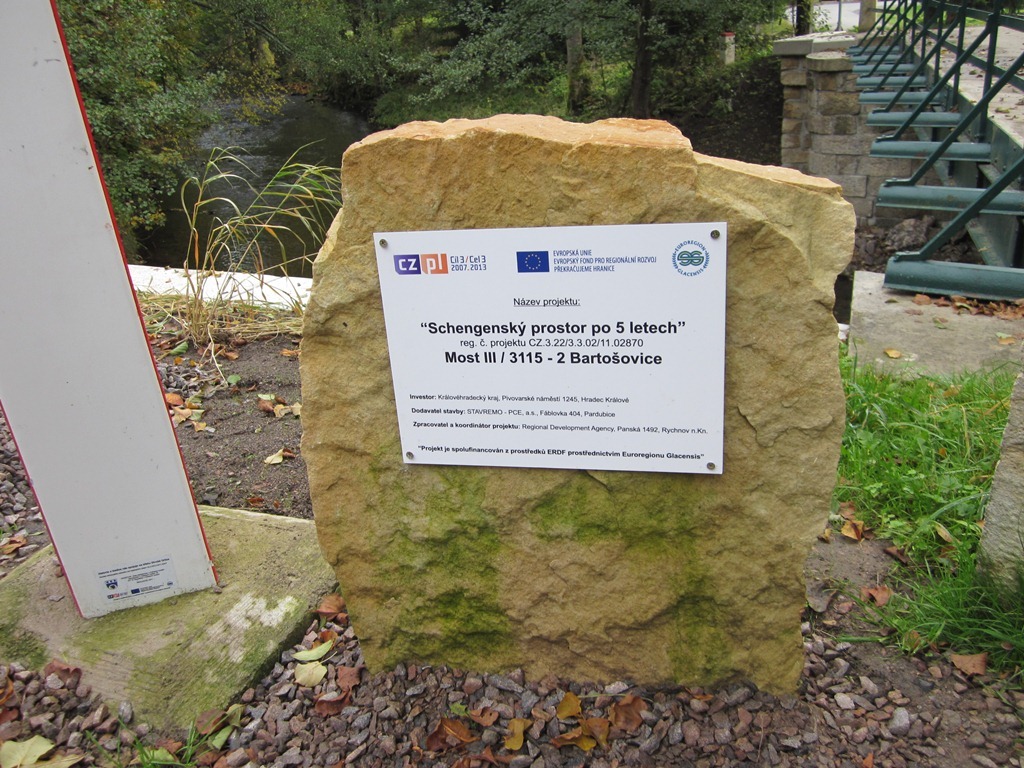 cz pl Cíl 3 / Cel 3
2007. 2013
EVROPSKÁ UNIE
EVROPSKÝ FOND PRO REGIONÁLNÍ ROZVOJ
PŘEKRAČUJEME HRANICE
EUROREGION
GLACENSIS
Název projektu:
“Schengenský prostor po 5 letech”
reg. č. projektu CZ.3.22/3.3.02/11.02870
Most III / 3115 - 2 Bartošovice
Investor: Královéhradecký kraj, Pivovarské náměstí 1245, Hradec Králové
Dodavatel stavby: STAVREMO - PCE, a.s., Fáblovka 404, Pardubice
Zpracovatel a koordinátor projektu: Regional Development Agency, Panská 1492, Rychnov n.Kn.
"Projekt je spolufinancován z prostředků ERDF prostřednictvím Euroregionu Glacensis"